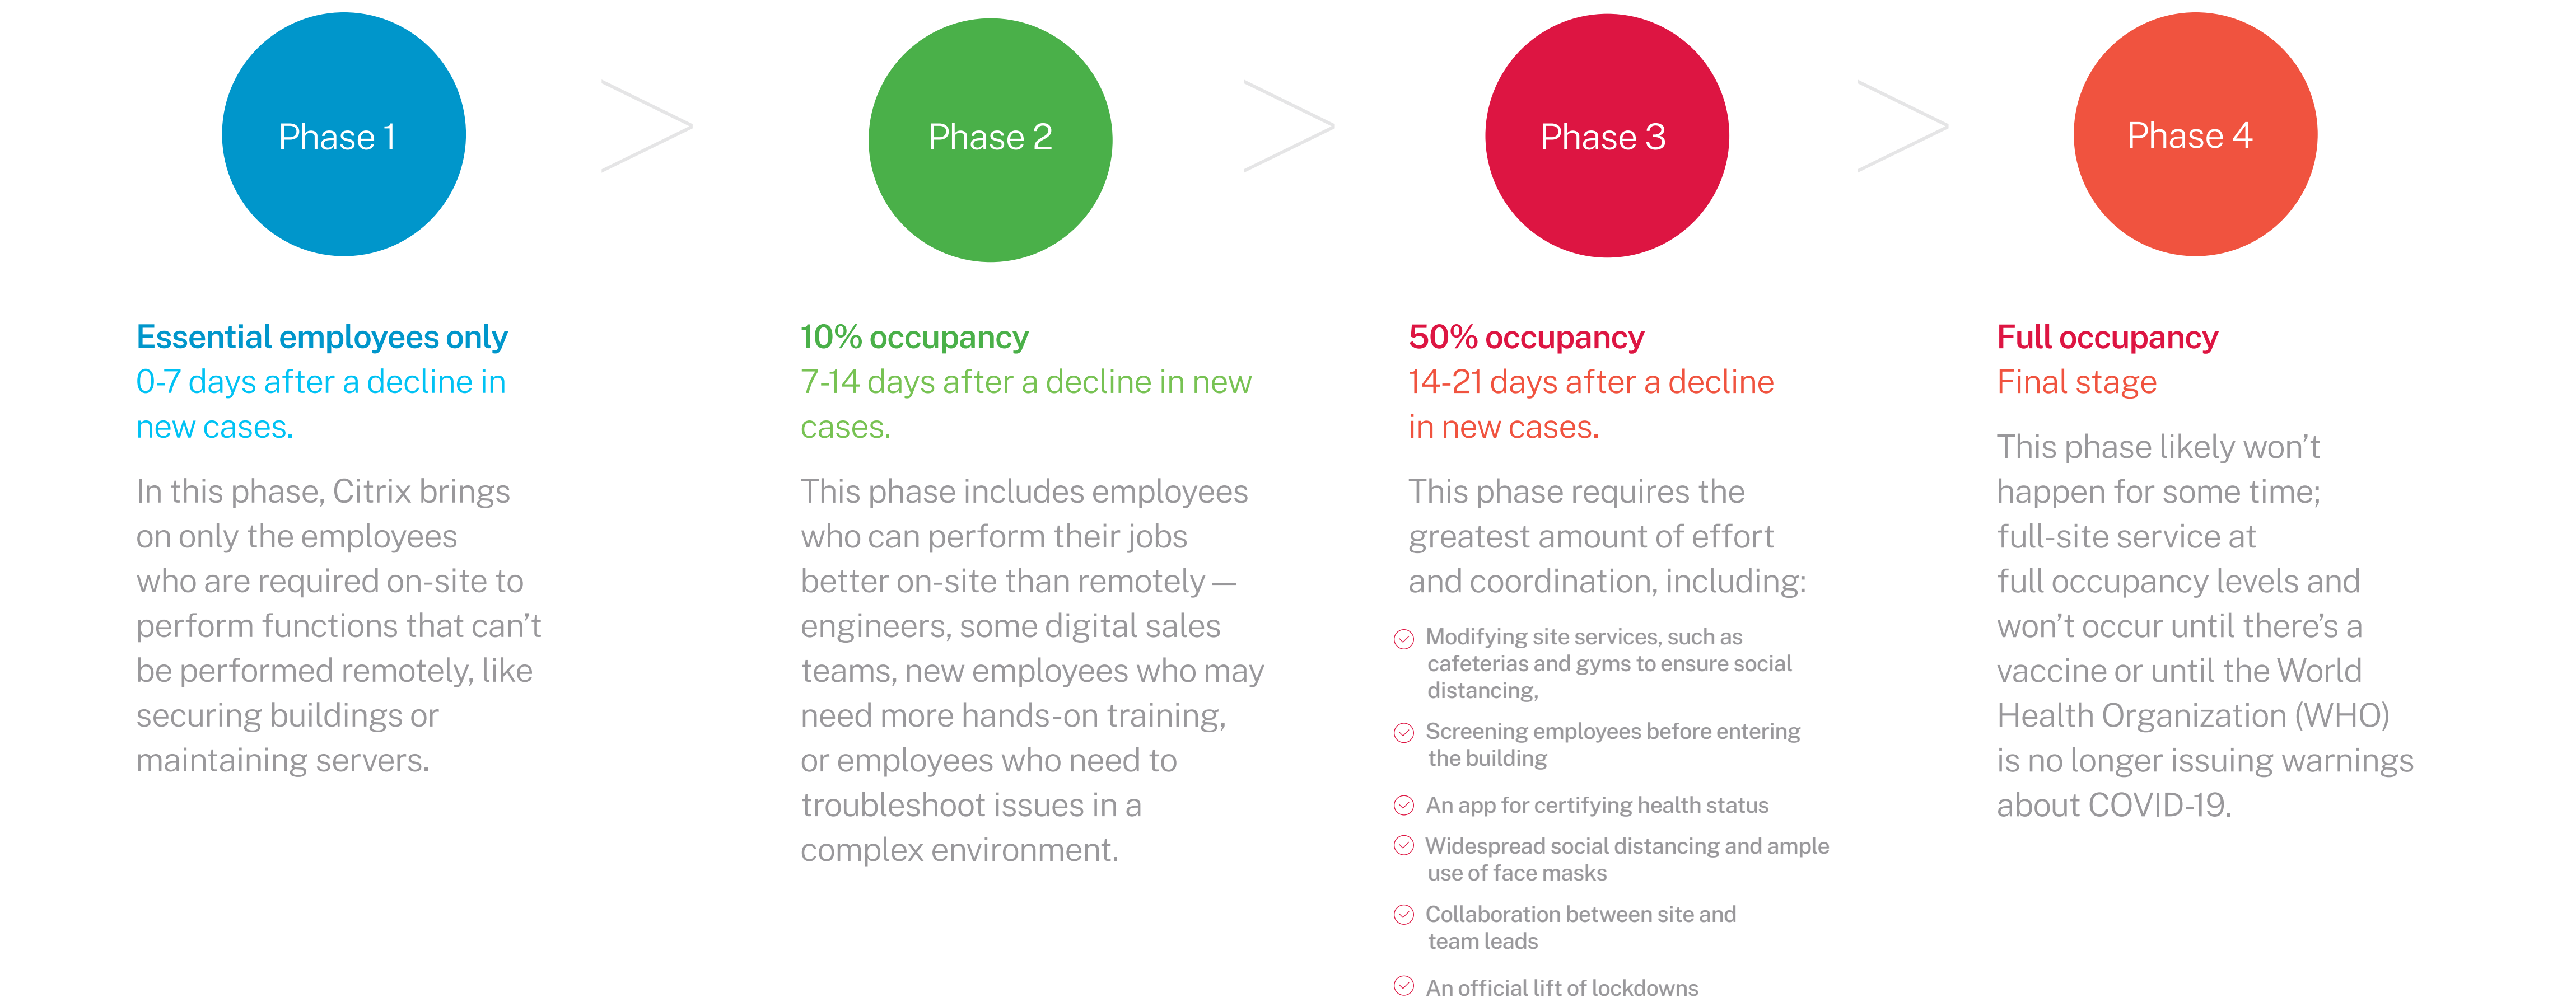 Phase 1
Phase 2
Phase 3
Phase 4
Essential employees only
0-7 days after a decline in
new cases.
In this phase, Citrix brings
on only the employees
who are required on-site to
perform functions that can't
be performed remotely, like
securing buildings or
maintaining servers.
10% occupancy
7-14 days after a decline in new
cases.
This phase includes employees
who can perform their jobs
better on-site than remotely—
engineers, some digital sales
teams, new employees who may
need more hands-on training,
or employees who need to
troubleshoot issues in a
complex environment.
50% occupancy
14-21 days after a decline
in new cases.
This phase requires the
greatest amount of effort
and coordination, including:
Modifying site services, such as
cafeterias and gyms to ensure social
distancing,
Screening employees before entering
the building
An app for certifying health status
Widespread social distancing and ample
use of face masks
Collaboration between site and
team leads
An official lift of lockdowns
Full occupancy
Final stage
This phase likely won't
happen for some time;
full-site service at
full occupancy levels and
won't occur until there's a
vaccine or until the World
Health Organization (WHO)
is no longer issuing warnings
about COVID-19.